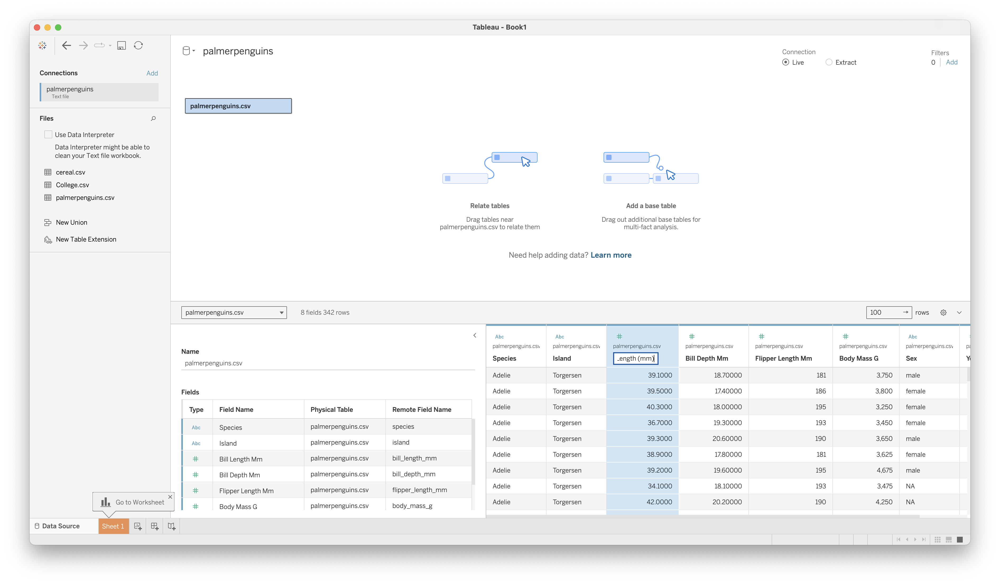 Tableau - Book1
palmerpenguins
Connection
Live
Extract
Filters
0
Add
Connections
Add
palmerpenguins
Text file
Files
Use Data Interpreter
Data Interpreter might be able to
clean your Text file workbook.
cereal.csv
College.csv
palmerpenguins.csv
New Union
New Table Extension
palmerpenguins.csv
Relate tables
Drag tables near
palmerpenguins.csv to relate them
Add a base table
Drag out additional base tables for
multi-fact analysis.
Need help adding data? Learn more
palmerpenguins.csv
8 fields 342 rows
100
rows
Name
palmerpenguins.csv
Fields
Type Field Name Physical Table Remote Field Name
Abc Species palmerpenguins.csv species
Abc Island palmerpenguins.csv island
# Bill Length Mm palmerpenguins.csv bill_length_mm
# Bill Depth Mm palmerpenguins.csv bill_depth_mm
# Flipper Length Mm palmerpenguins.csv flipper_length_mm
# Body Mass G palmerpenguins.csv body_mass_g
Abc Abc # # # # Abc
palmerpenguins.csv palmerpenguins.csv palmerpenguins.csv palmerpenguins.csv palmerpenguins.csv palmerpenguins.csv palmerpenguins.csv
Species Island Length (mm) Bill Depth Mm Flipper Length Mm Body Mass G Sex
Adelie Torgersen 39.1000 18.70000 181 3,750 male
Adelie Torgersen 39.5000 17.40000 186 3,800 female
Adelie Torgersen 40.3000 18.00000 195 3,250 female
Adelie Torgersen 36.7000 19.30000 193 3,450 female
Adelie Torgersen 39.3000 20.60000 190 3,650 male
Adelie Torgersen 38.9000 17.80000 181 3,625 female
Adelie Torgersen 39.2000 19.60000 195 4,675 male
Adelie Torgersen 34.1000 18.10000 193 3,475 NA
Adelie Torgersen 42.0000 20.20000 190 4,250 NA
Go to Worksheet
Data Source
Sheet 1